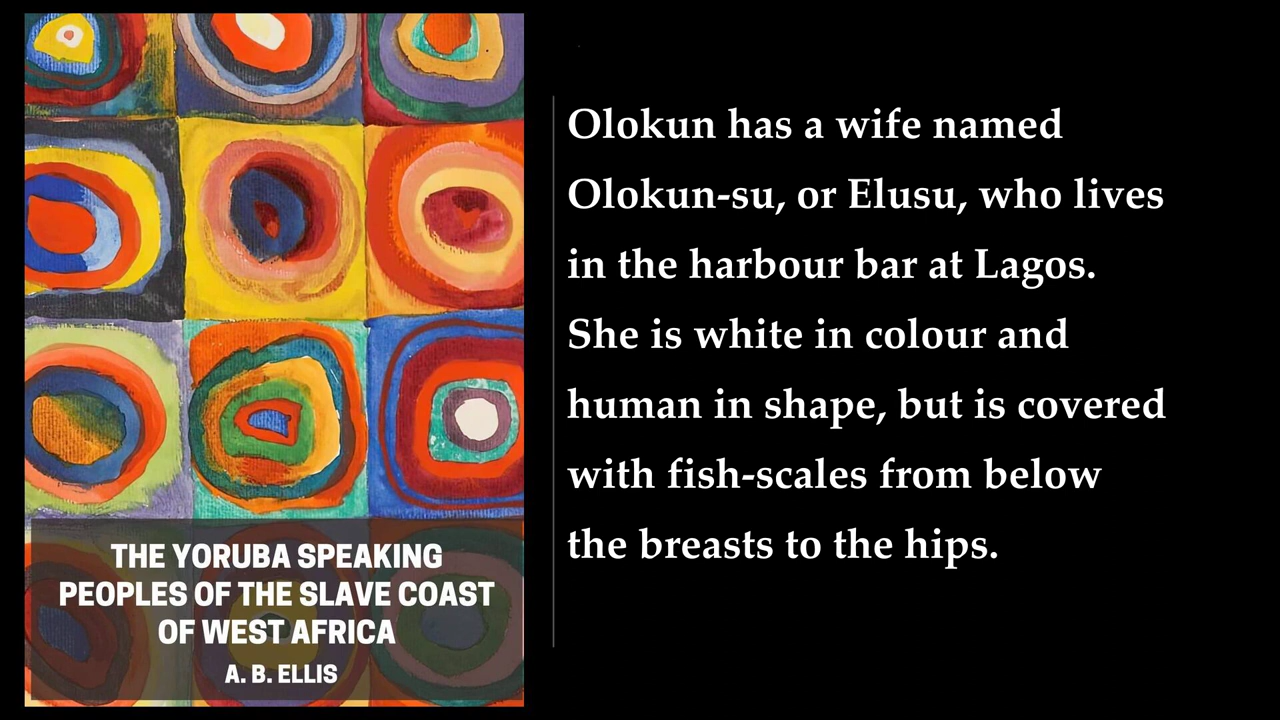 THE YORUBA SPEAKING
PEOPLES OF THE SLAVE COAST
OF WEST AFRICA
A. B. ELLIS
Olokun has a wife named
Olokun-su, or Elusu, who lives
in the harbour bar at Lagos.
She is white in colour and
human in shape, but is covered
with fish-scales from below
the breasts to the hips.